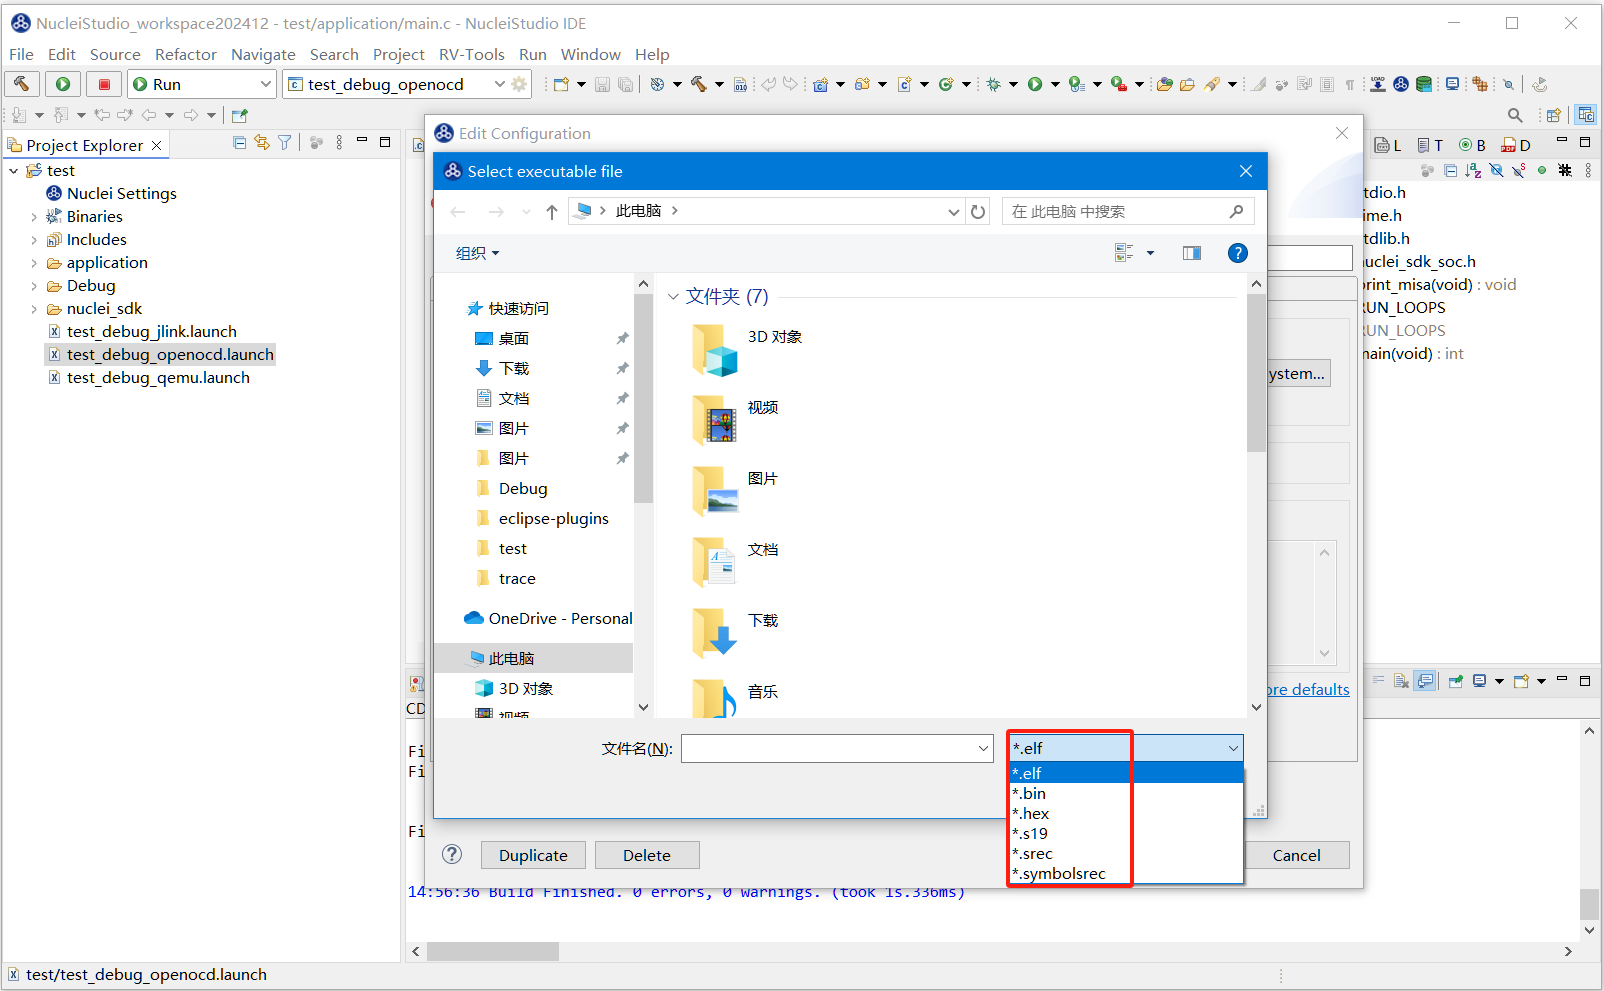 NucleiStudio_workspace202412 - test/application/main.c - NucleiStudio IDE
File Edit Source Refactor Navigate Search Project RV-Tools Run Window Help
Run
test_debug_openocd
Project Explorer
test
Nuclei Settings
Binaries
Includes
application
Debug
nuclei_sdk
test_debug_jlink.launch
test_debug_openocd.launch
test_debug_qemu.launch
Edit Configuration
Select executable file
此电脑
在 此电脑 中搜索
组织
快速访问
桌面
下载
文档
图片
图片
Debug
eclipse-plugins
test
trace
OneDrive - Personal
此电脑
3D 对象
视频
文件夹 (7)
3D 对象
视频
图片
文档
下载
音乐
文件名(N):
*.elf
*.elf
*.bin
*.hex
*.s19
*.srec
*.symbolsrec
ystem...
ore defaults
Duplicate
Delete
Cancel
L T B D
tdio.h
ime.h
tdlib.h
nuclei_sdk_soc.h
print_misa(void) : void
RUN_LOOPS
RUN_LOOPS
main(void) : int
CD
Fi
Fi
Fi
14:56:36 Build Finished. 0 errors, 0 warnings. (took 1s.336ms)
test/test_debug_openocd.launch